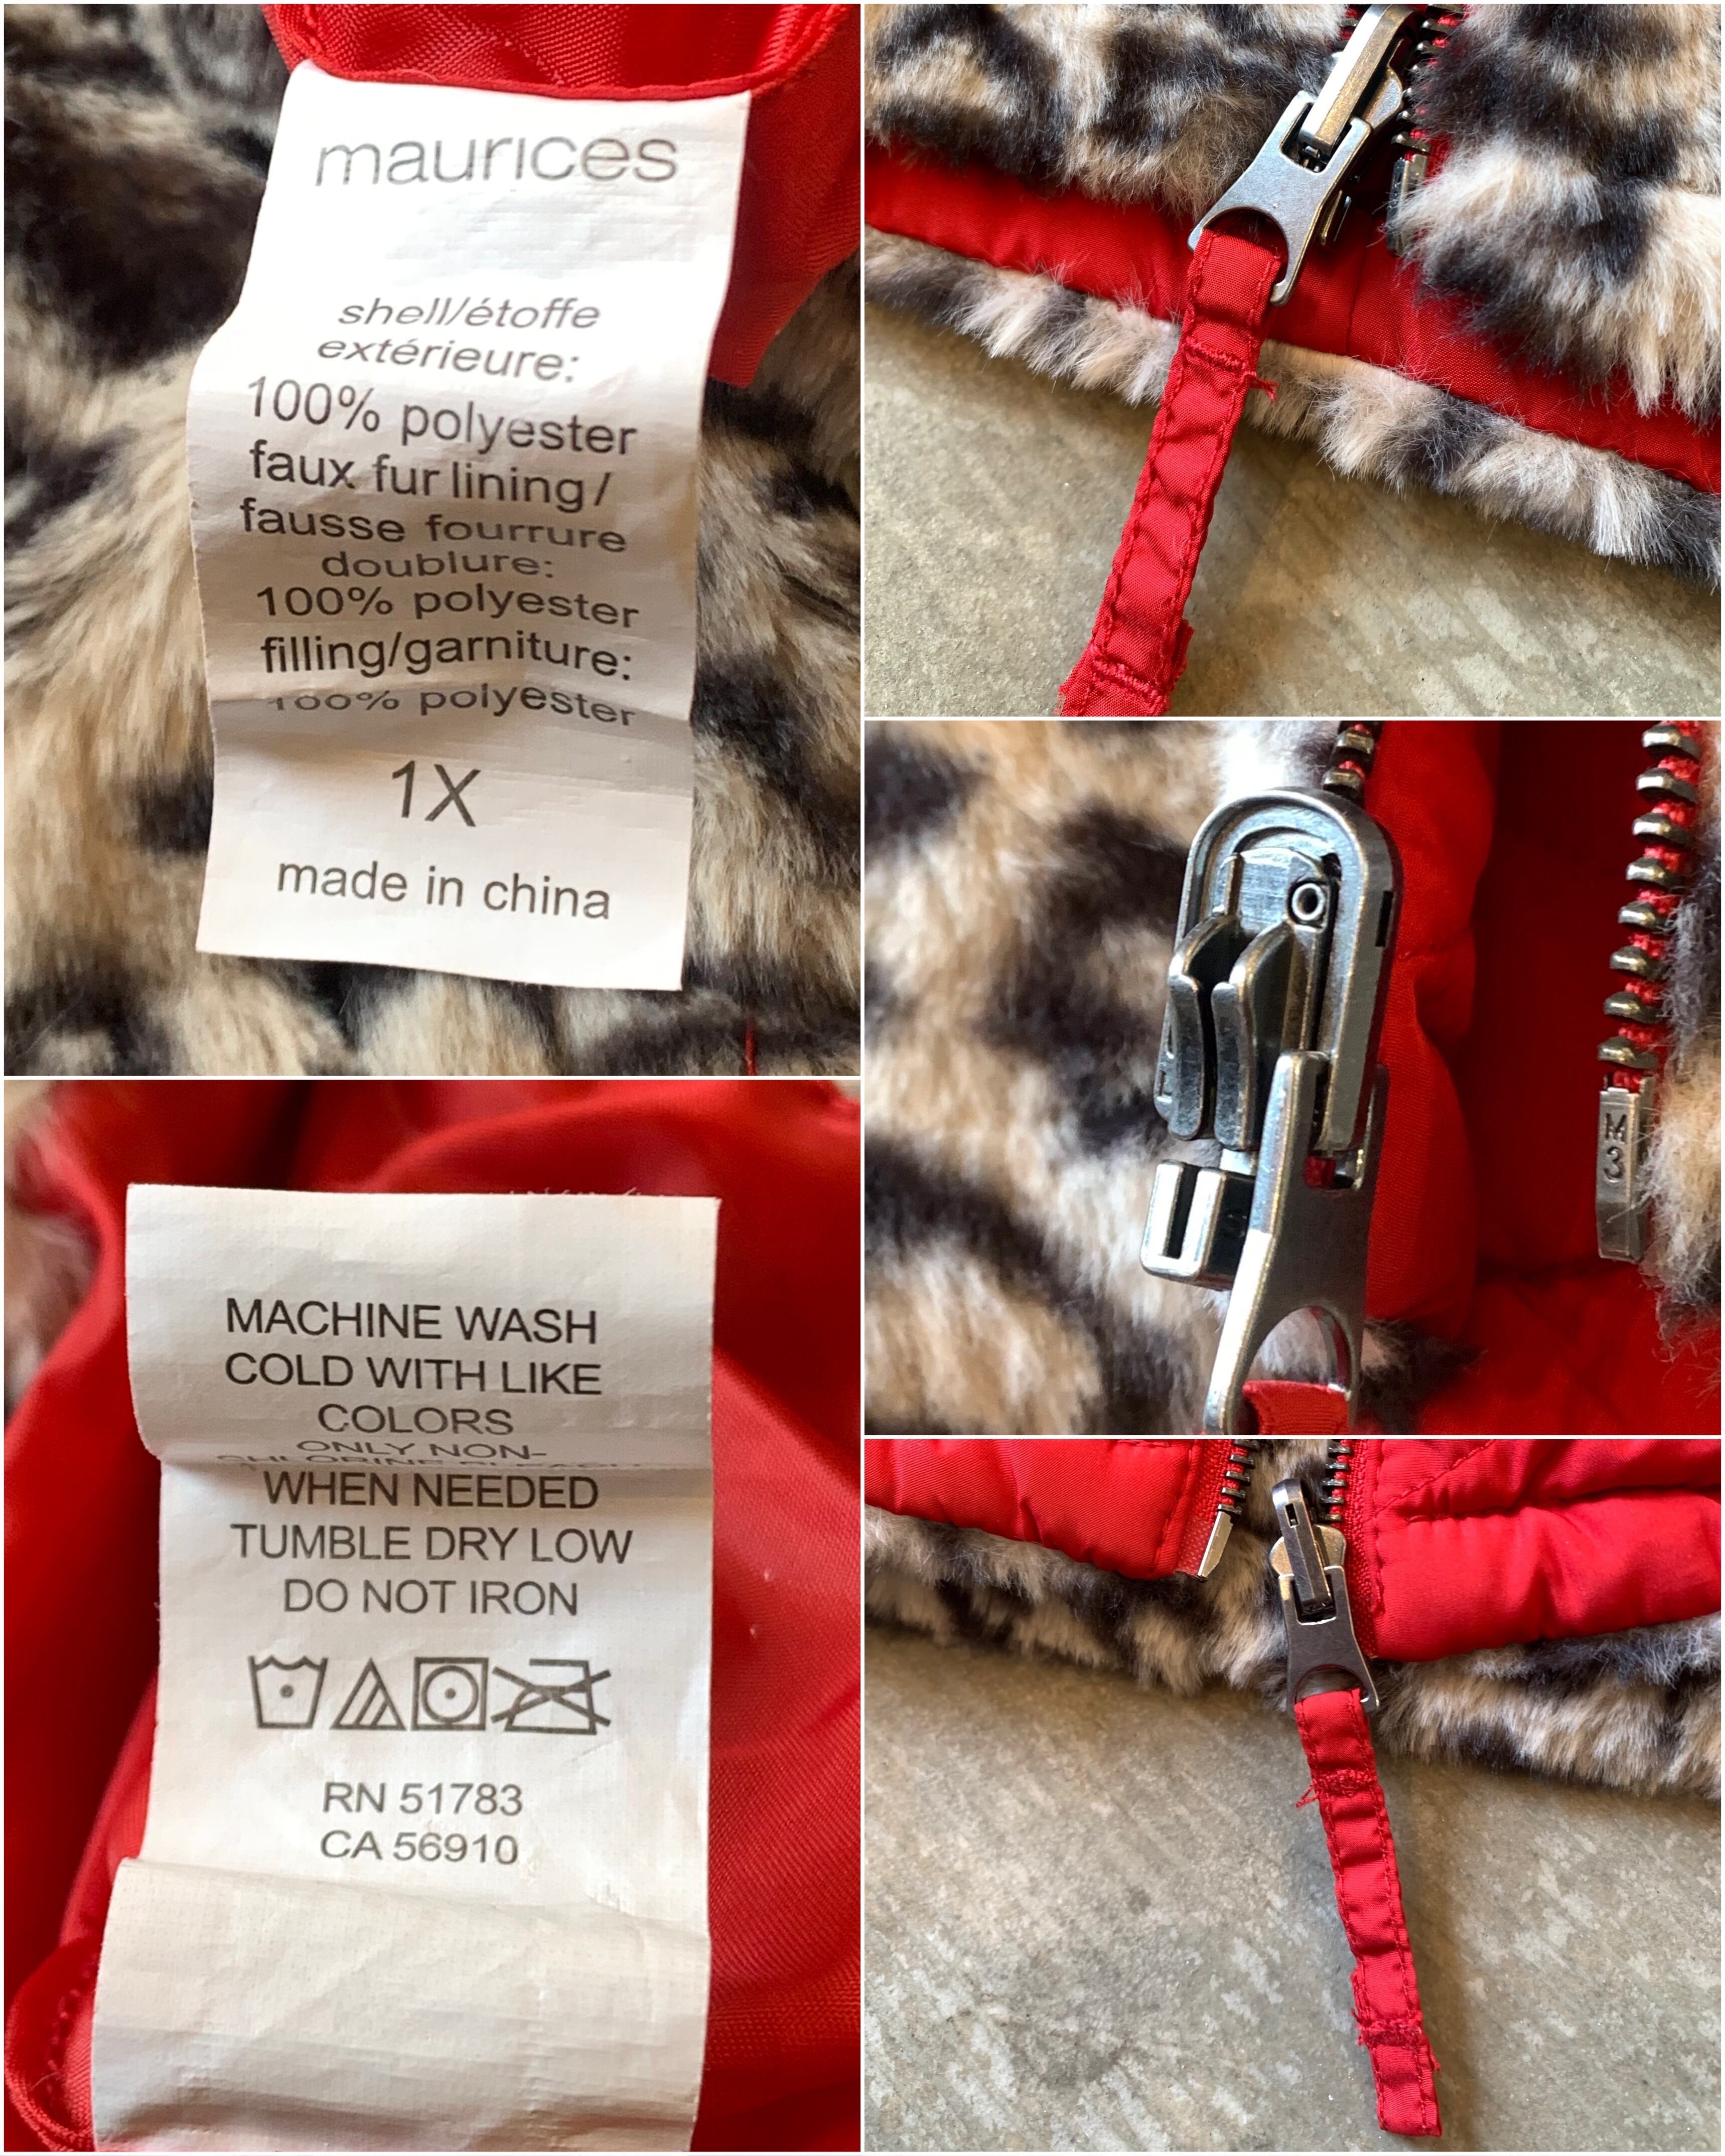 maurices
shell/étoffe
extérieure:
100% polyester
faux fur lining/
fausse fourrure
doublure:
100% polyester
filling/garniture:
100% polyester
1X
made in china
MACHINE WASH
COLD WITH LIKE
COLORS
ONLY NON-
CHLORINE BLEACH
WHEN NEEDED
TUMBLE DRY LOW
DO NOT IRON
RN 51783
CA 56910
M
3